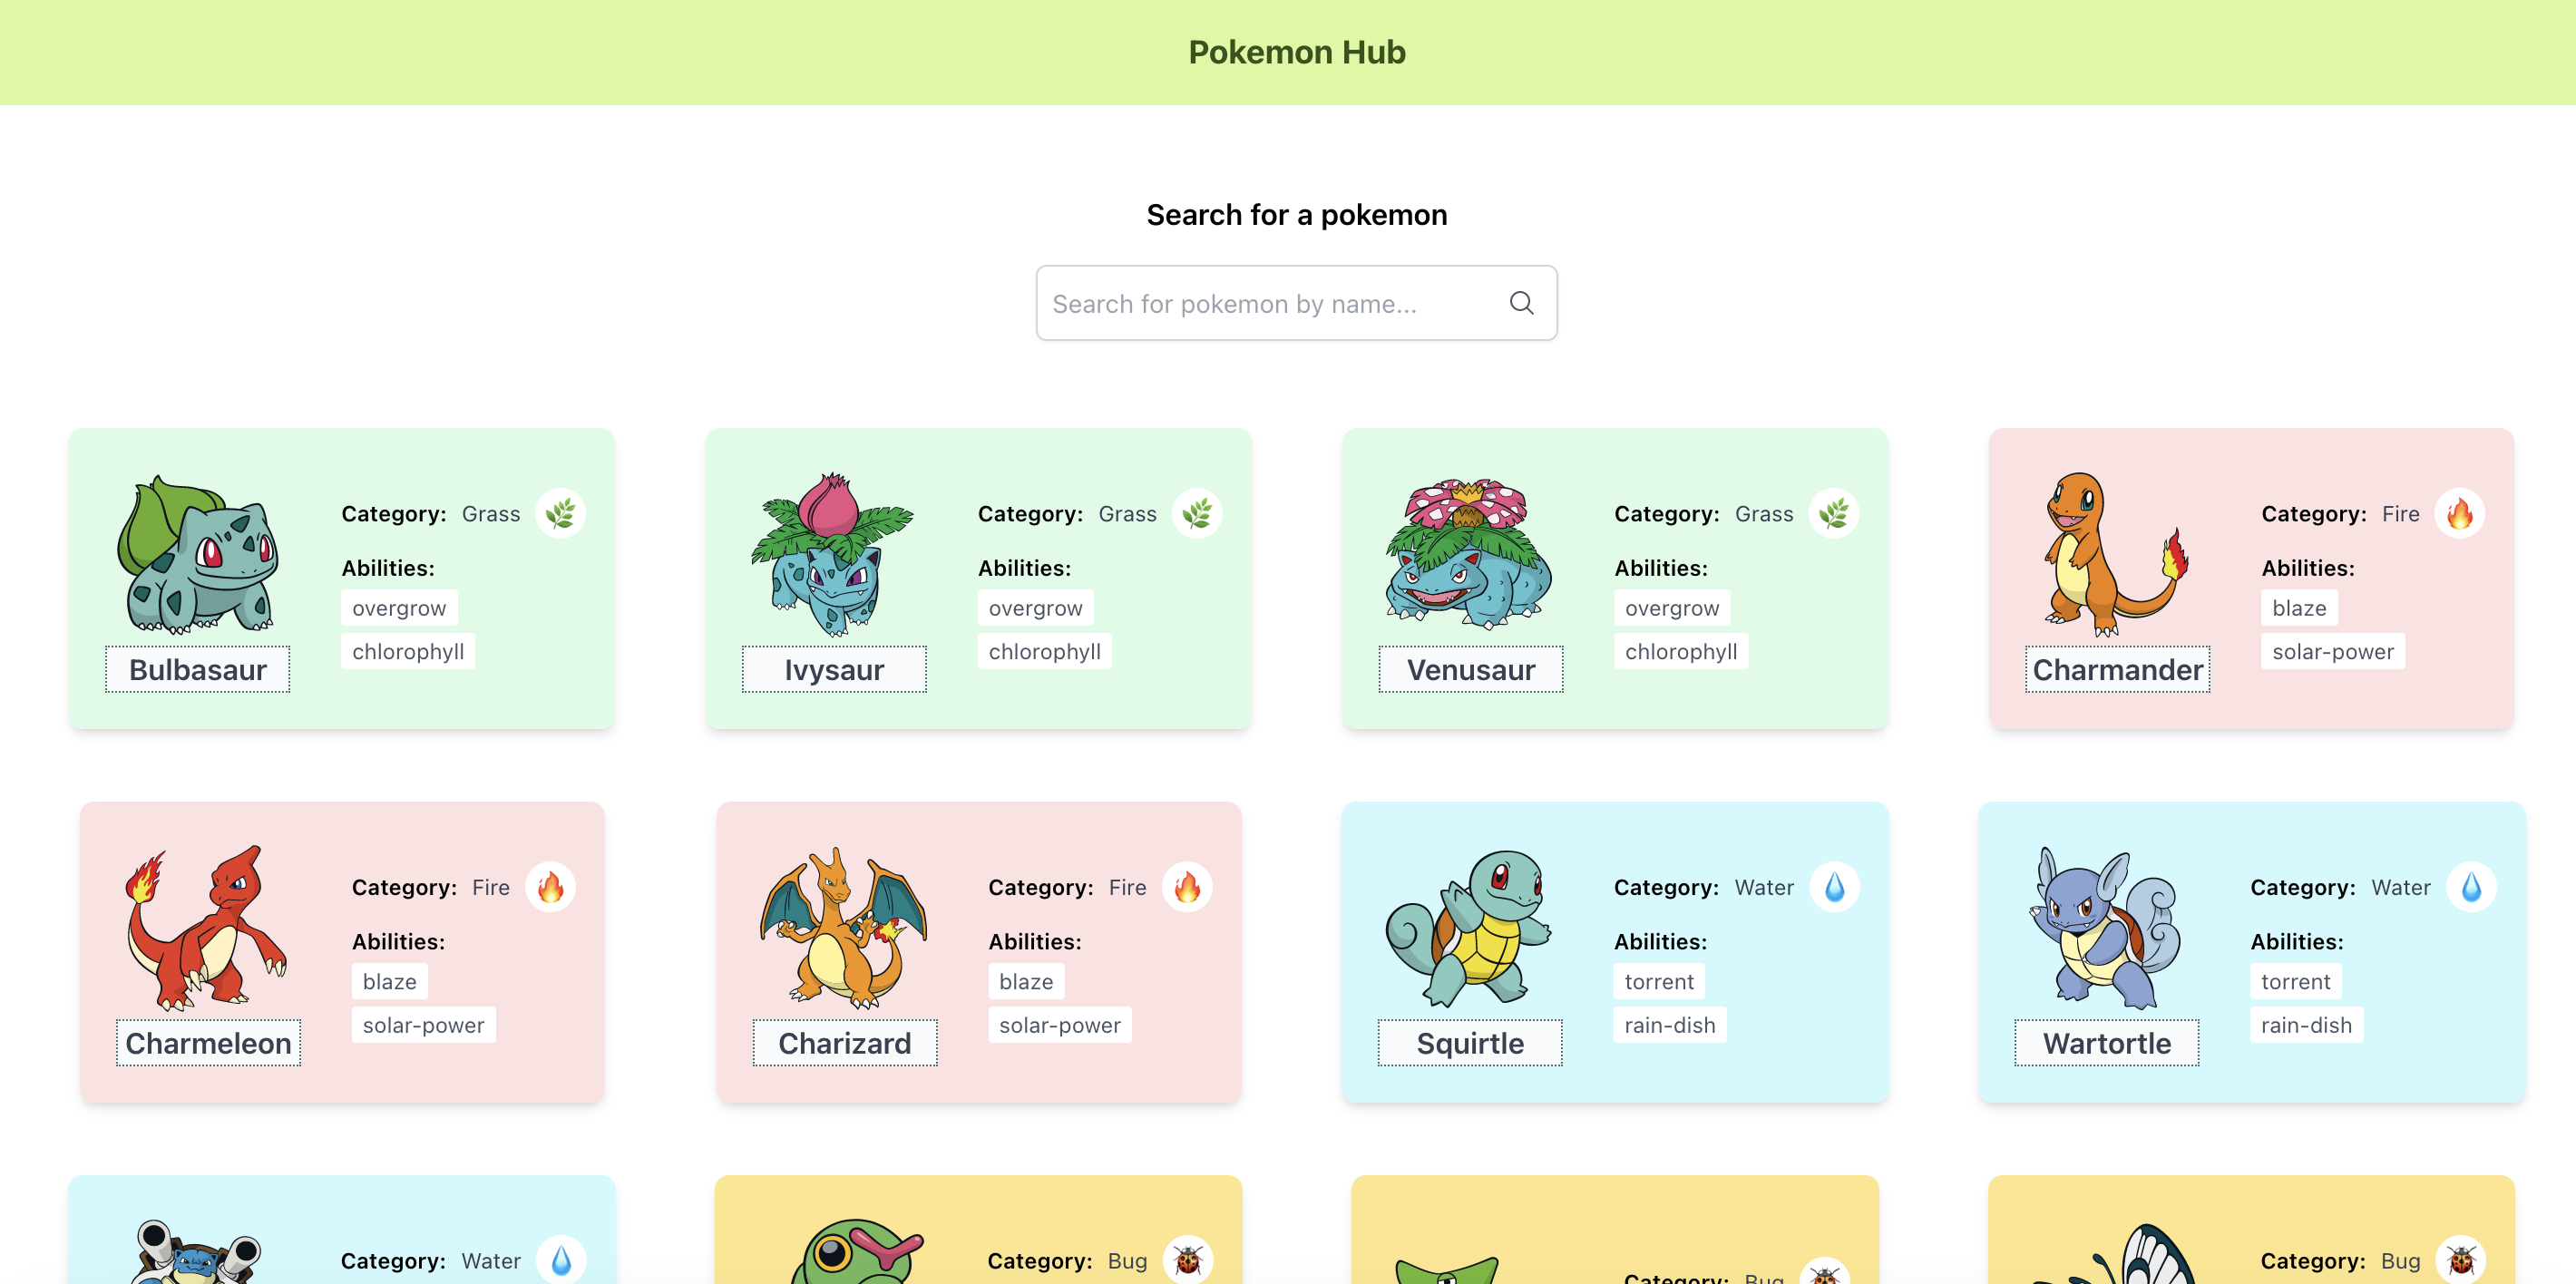 Pokemon Hub
Search for a pokemon
Search for pokemon by name...
Category: Grass
Abilities:
overgrow
chlorophyll
Bulbasaur
Category: Grass
Abilities:
overgrow
chlorophyll
Ivysaur
Category: Grass
Abilities:
overgrow
chlorophyll
Venusaur
Category: Fire
Abilities:
blaze
solar-power
Charmander
Category: Fire
Abilities:
blaze
solar-power
Charmeleon
Category: Fire
Abilities:
blaze
solar-power
Charizard
Category: Water
Abilities:
torrent
rain-dish
Squirtle
Category: Water
Abilities:
torrent
rain-dish
Wartortle
Category: Water
Category: Bug
Category: Bug
Category: Bug